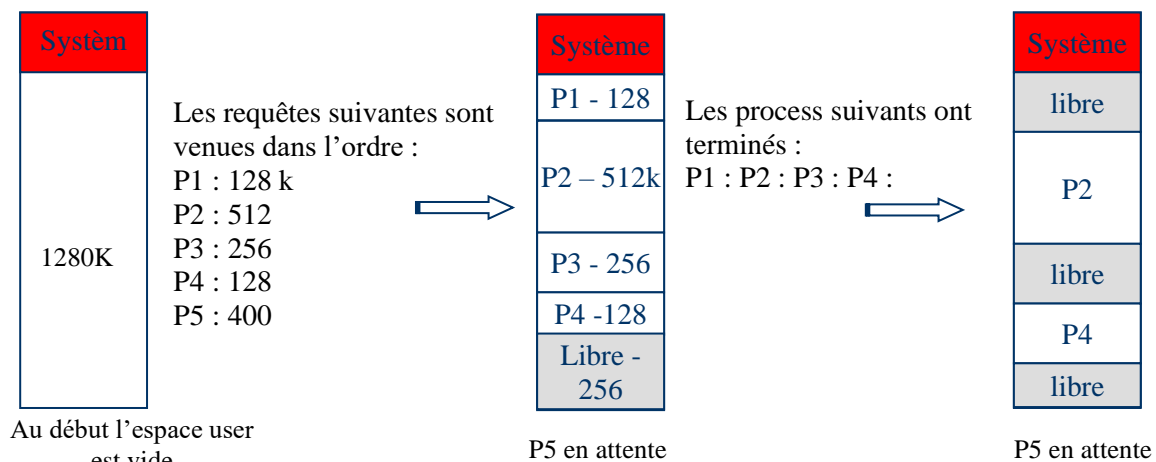 Systèm
1280K
Au début l’espace user
est vide
Les requêtes suivantes sont
venues dans l’ordre :
P1 : 128 k
P2 : 512
P3 : 256
P4 : 128
P5 : 400
Système
P1 - 128
P2 – 512k
P3 - 256
P4 -128
Libre -
256
P5 en attente
Les process suivants ont
terminés :
P1 : P2 : P3 : P4 :
Système
libre
P2
libre
P4
libre
P5 en attente